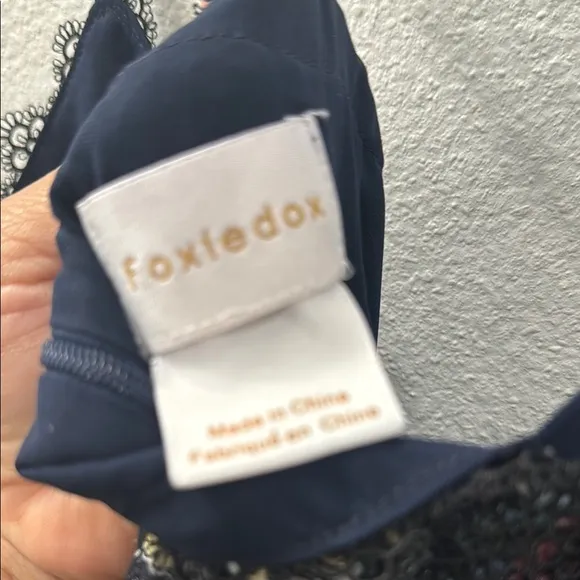 Foxiedox
Made in China
Fabriqué en Chine